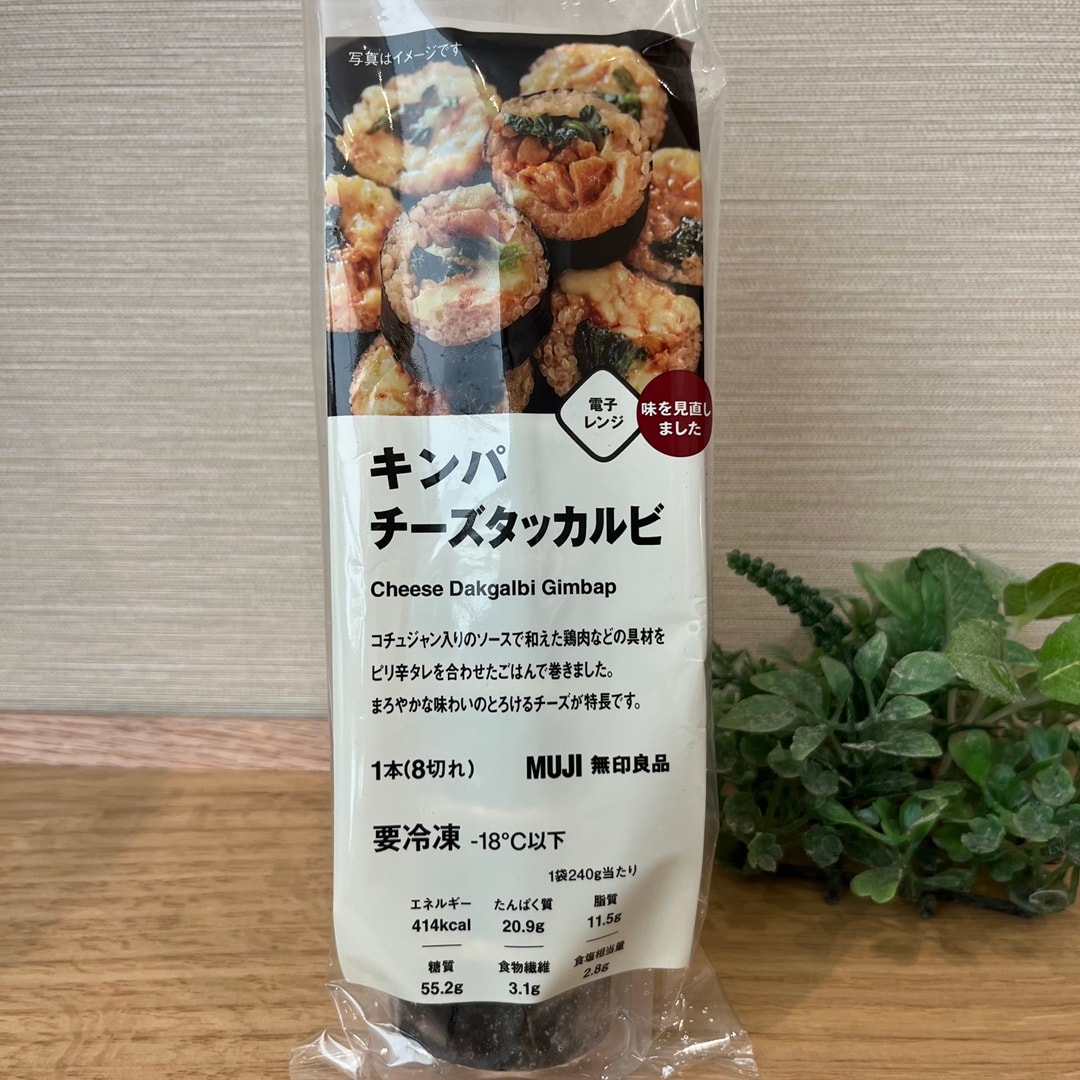 写真はイメージです
電子
レンジ
味を見直し
ました
キンパ
チーズタッカルビ
Cheese Dakgalbi Gimbap
コチュジャン入りのソースで和えた鶏肉などの具材を
ピリ辛タレを合わせたごはんで巻きました。
まろやかな味わいのとろけるチーズが特長です。
1本(8切れ) MUJI 無印良品
要冷凍 -18°C以下
1袋240g当たり
エネルギー たんぱく質 脂質
414kcal 20.9g 11.5g
糖質 食物繊維 食塩相当量
55.2g 3.1g 2.8g